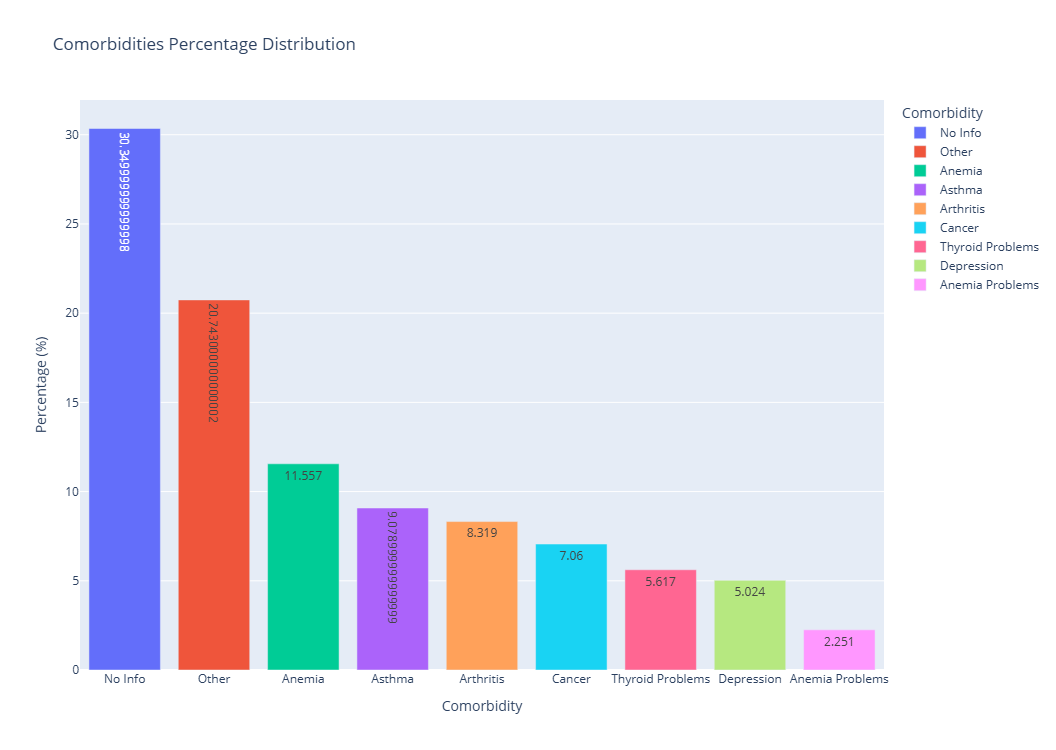 Comorbidities Percentage Distribution
Comorbidity
No Info
Other
Anemia
Asthma
Arthritis
Cancer
Thyroid Problems
Depression
Anemia Problems
Percentage (%)
30
25
20
15
10
5
0
30.349999999999998
20.743000000000002
11.557
9.078999999999999
8.319
7.06
5.617
5.024
2.251
No Info
Other
Anemia
Asthma
Arthritis
Cancer
Thyroid Problems
Depression
Anemia Problems
Comorbidity